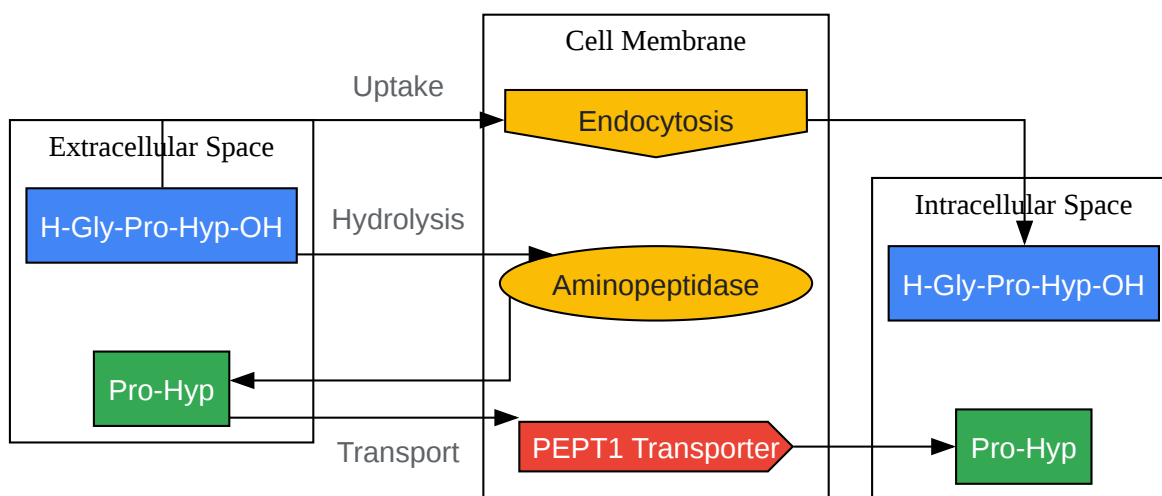 Cell Membrane
Uptake
Endocytosis
Extracellular Space
H-Gly-Pro-Hyp-OH
Hydrolysis
Intracellular Space
Aminopeptidase
H-Gly-Pro-Hyp-OH
Pro-Hyp
Transport
PEPT1 Transporter
Pro-Hyp